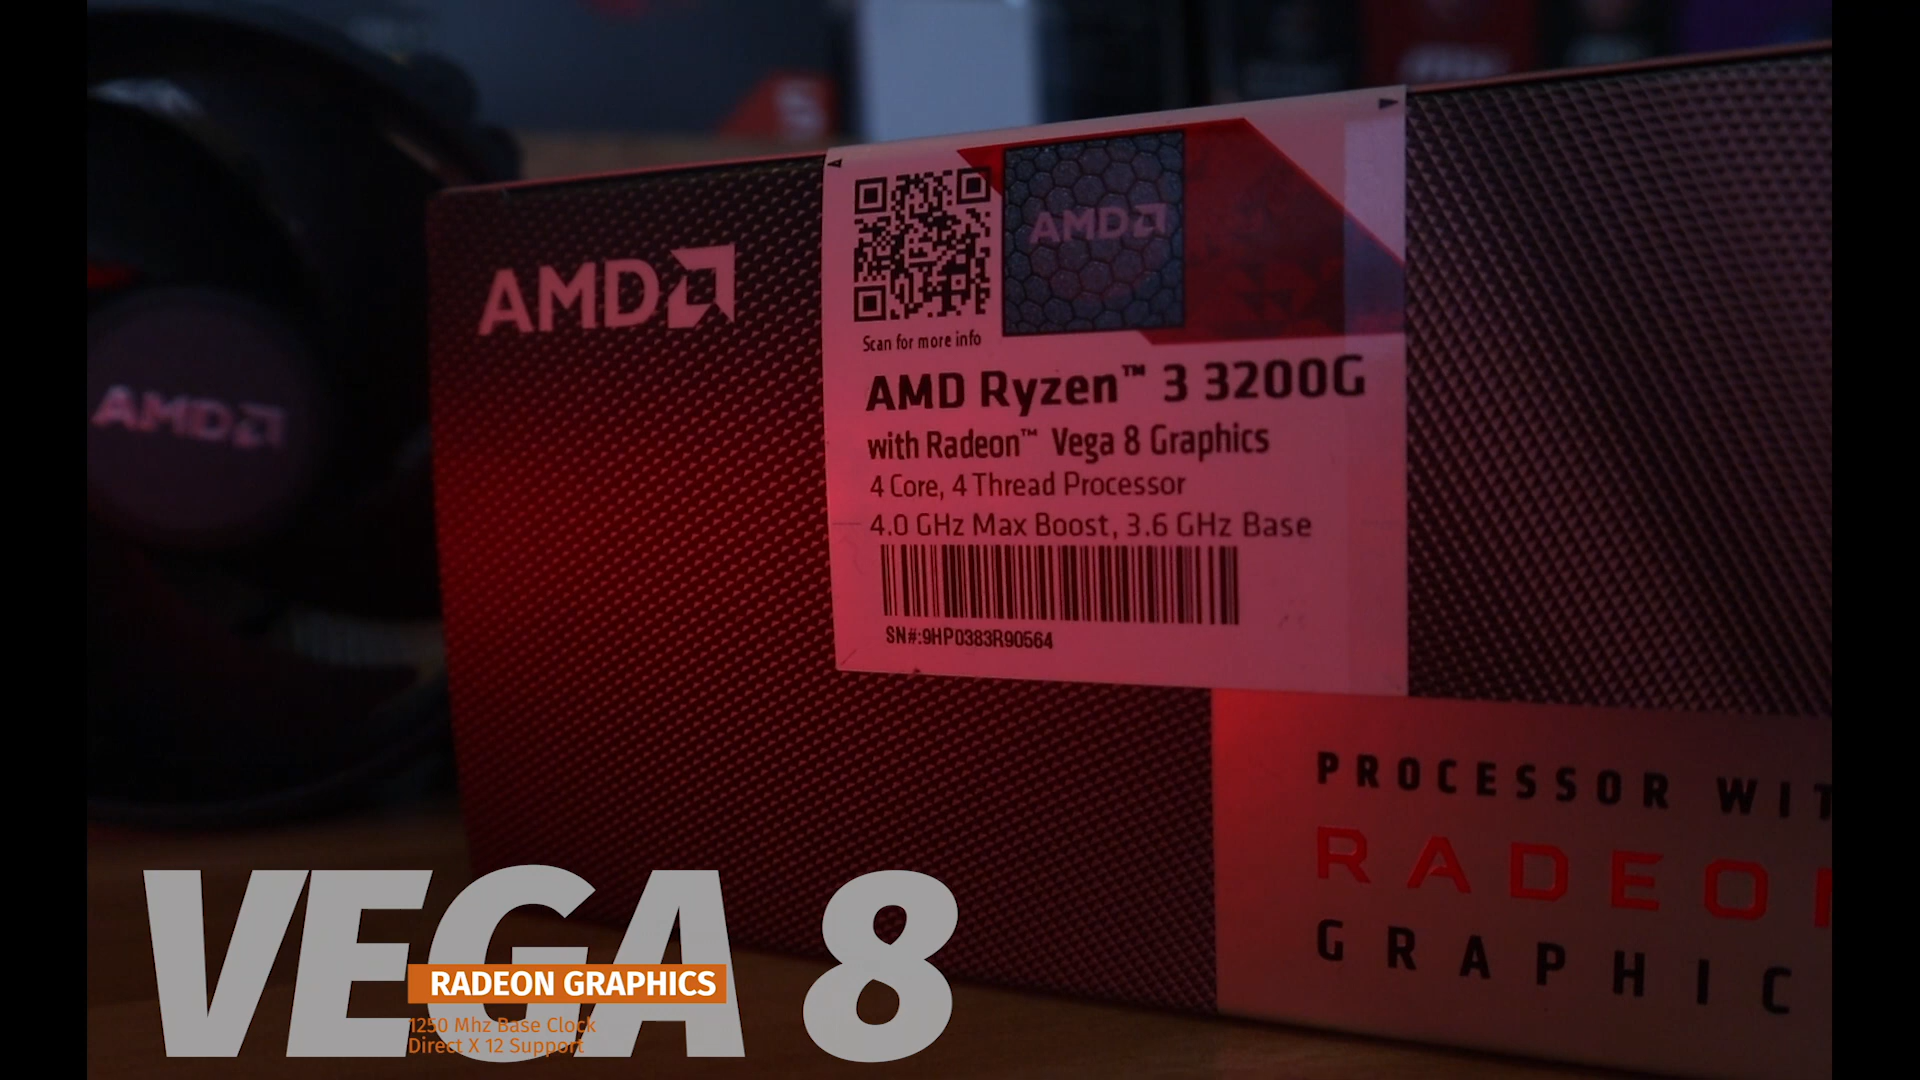 AMD
AMD
AMD
Scan for more info
AMD Ryzen™ 3 3200G
with Radeon™ Vega 8 Graphics
4 Core, 4 Thread Processor
4.0 GHz Max Boost, 3.6 GHz Base
SN#:9HP0383R90564
PROCESSOR WIT
RADEON
GRAPHIC
VEGA 8
RADEON GRAPHICS
1250 Mhz Base Clock
Direct X 12 Support